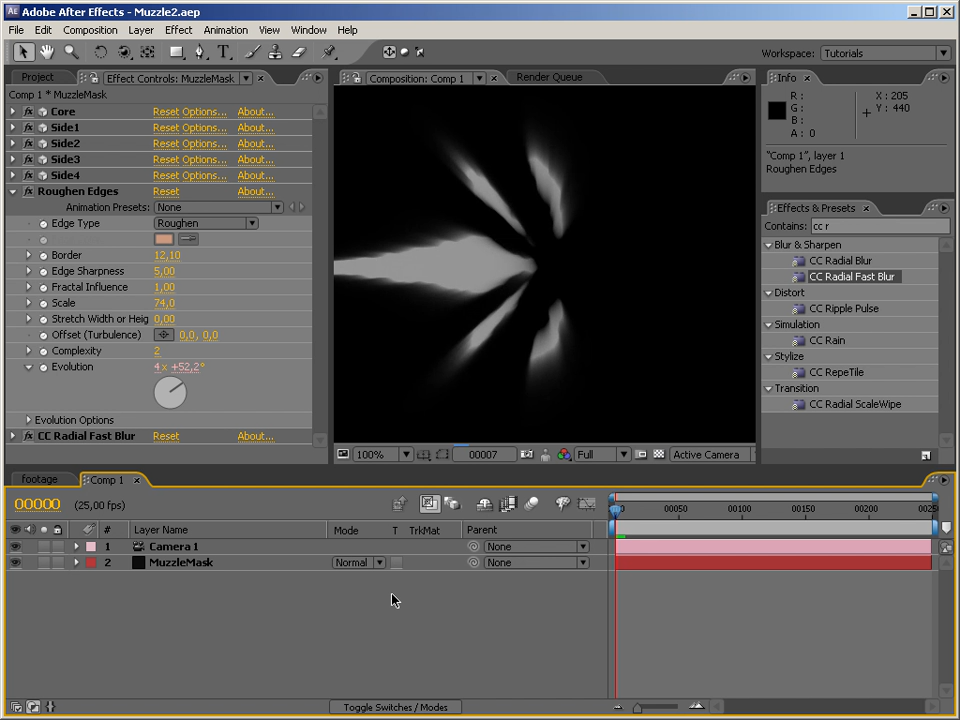 Adobe After Effects - Muzzle2.aep
File Edit Composition Layer Effect Animation View Window Help
Workspace: Tutorials
Project Effect Controls: MuzzleMask
Comp 1 * MuzzleMask
Core Reset Options... About...
Side1 Reset Options... About...
Side2 Reset Options... About...
Side3 Reset Options... About...
Side4 Reset Options... About...
Roughen Edges Reset About...
Animation Presets: None
Edge Type Roughen
Border 12,10
Edge Sharpness 5,00
Fractal Influence 1,00
Scale 74,0
Stretch Width or Heig 0,00
Offset (Turbulence) 0,0, 0,0
Complexity 2
Evolution 4x +52,2°
Evolution Options
CC Radial Fast Blur Reset About...
Composition: Comp 1 Render Queue
100% 00007 Full Active Camera
Info
R : X : 205
G : Y : 440
B :
A : 0
"Comp 1", layer 1
Roughen Edges
Effects & Presets
Contains: cc r
Blur & Sharpen
CC Radial Blur
CC Radial Fast Blur
Distort
CC Ripple Pulse
Simulation
CC Rain
Stylize
CC RepeTile
Transition
CC Radial ScaleWipe
footage Comp 1
00000 (25,00 fps)
00050 00100 00150 00200 0025
# Layer Name Mode T TrkMat Parent
1 Camera 1 None
2 MuzzleMask Normal None
Toggle Switches / Modes